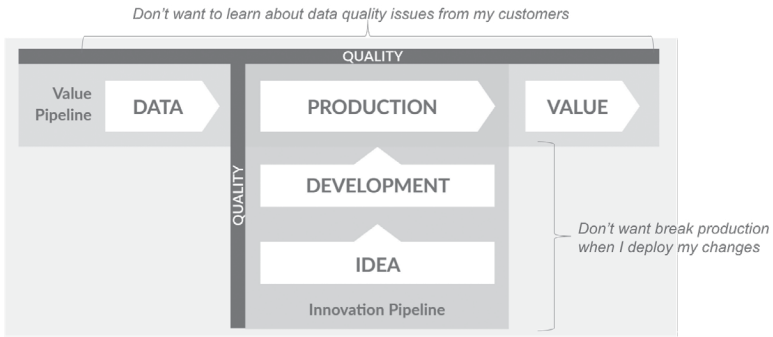 Don't want to learn about data quality issues from my customers
QUALITY
Value
Pipeline
DATA
PRODUCTION
VALUE
QUALITY
DEVELOPMENT
IDEA
Innovation Pipeline
Don't want break production
when I deploy my changes